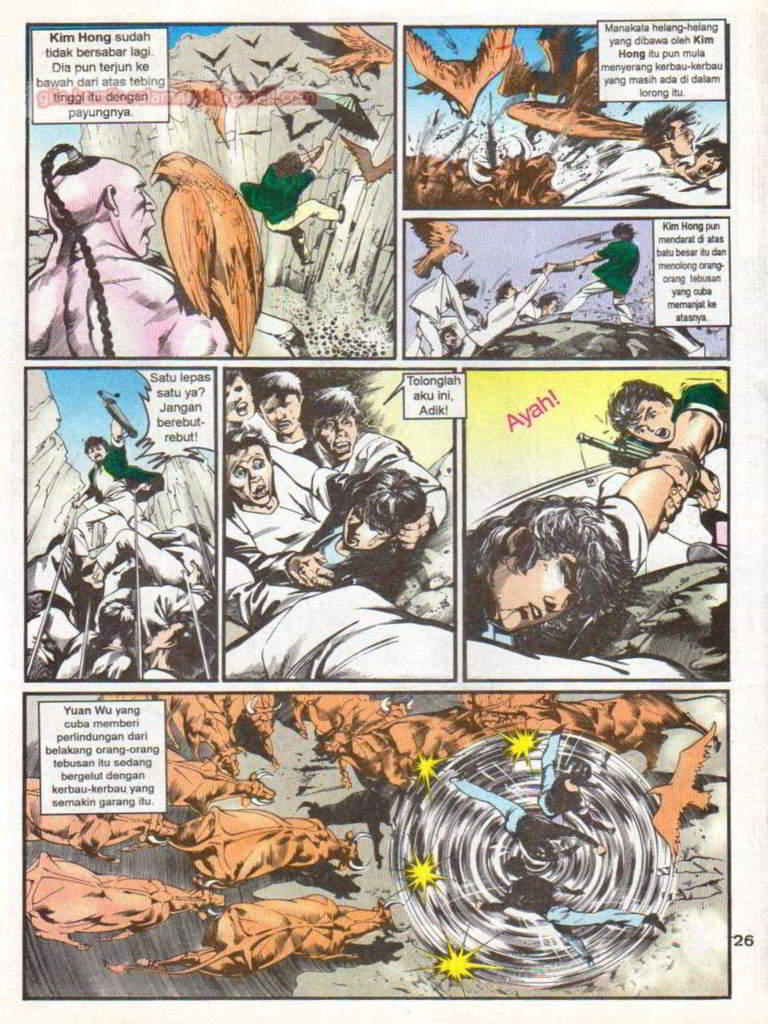 Kim Hong sudah
tidak bersabar lagi.
Dia pun terjun ke
bawah dari atas tebing
tinggi itu dengan
payungnya.
Manakala helang-helang
yang dibawa oleh Kim
Hong itu pun mula
menyerang kerbau-kerbau
yang masih ada di dalam
lorong itu.
Kim Hong pun
mendarat di atas
batu besar itu dan
menolong orang-
orang tebusan
yang cuba
memanjat ke
atasnya.
Satu lepas
satu ya?
Jangan
berebut-
rebut!
Tolonglah
aku ini,
Adik!
Ayah!
Yuan Wu yang
cuba memberi
perlindungan dari
belakang orang-orang
tebusan itu sedang
bergelut dengan
kerbau-kerbau yang
semakin garang itu.
26